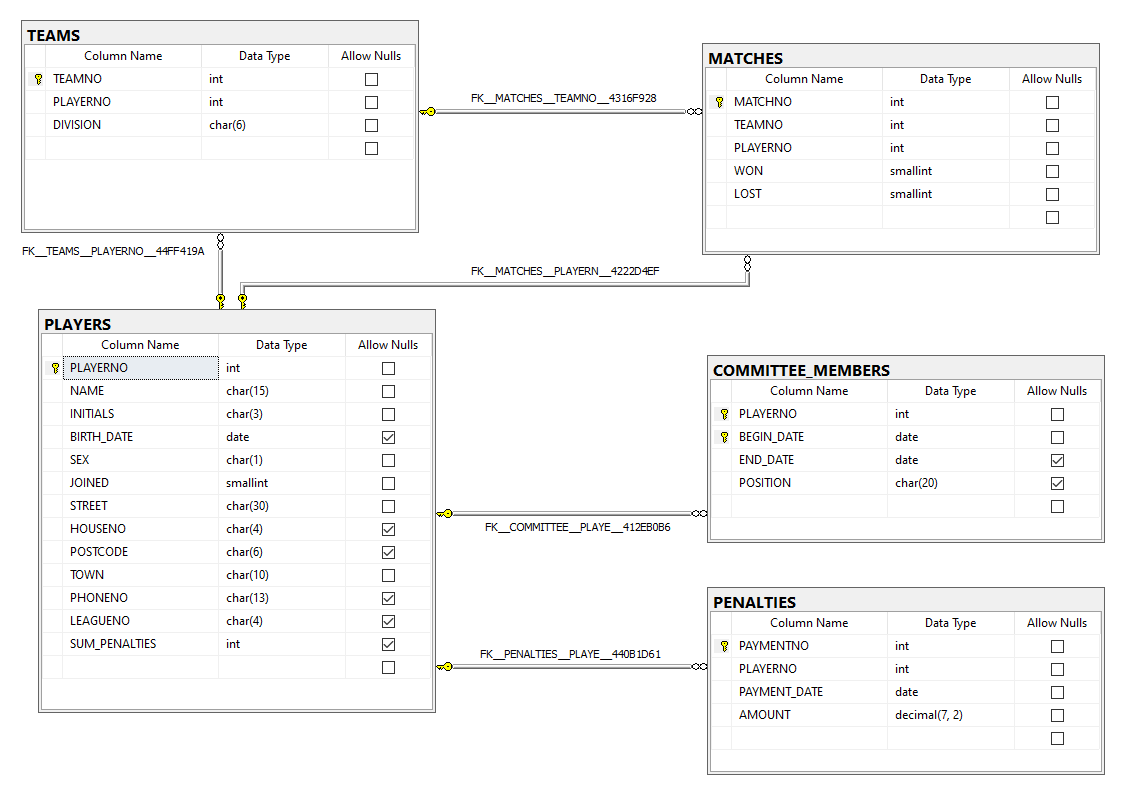 TEAMS
Column Name Data Type Allow Nulls
TEAMNO int
PLAYERNO int
DIVISION char(6)
MATCHES
Column Name Data Type Allow Nulls
MATCHNO int
TEAMNO int
PLAYERNO int
WON smallint
LOST smallint
FK__MATCHES__TEAMNO__4316F928
FK__TEAMS__PLAYERNO__44FF419A
FK__MATCHES__PLAYERN__4222D4EF
PLAYERS
Column Name Data Type Allow Nulls
PLAYERNO int
NAME char(15)
INITIALS char(3)
BIRTH_DATE date
SEX char(1)
JOINED smallint
STREET char(30)
HOUSENO char(4)
POSTCODE char(6)
TOWN char(10)
PHONENO char(13)
LEAGUENO char(4)
SUM_PENALTIES int
COMMITTEE_MEMBERS
Column Name Data Type Allow Nulls
PLAYERNO int
BEGIN_DATE date
END_DATE date
POSITION char(20)
FK__COMMITTEE__PLAYE__412EB0B6
FK__PENALTIES__PLAYE__440B1D61
PENALTIES
Column Name Data Type Allow Nulls
PAYMENTNO int
PLAYERNO int
PAYMENT_DATE date
AMOUNT decimal(7, 2)